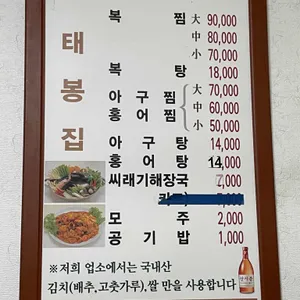 태봉집
복 찜 大 90,000
中 80,000
小 70,000
복 탕 18,000
아 구 찜 大 70,000
홍 어 찜 中 60,000
小 50,000
아 구 탕 14,000
홍 어 탕 14,
씨래기해장국 7,000
모 주 2,000
공 기 밥 1,000
※저희 업소에서는 국내산
김치(배추,고춧가루),쌀 만을 사용합니다